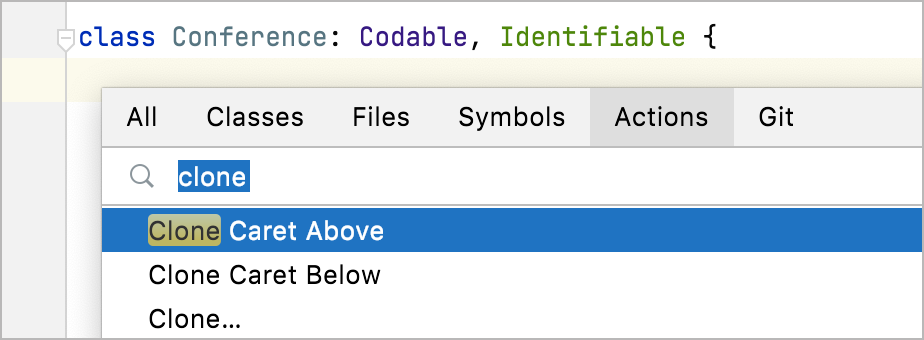 class Conference: Codable, Identifiable {
All Classes Files Symbols Actions Git
clone
Clone Caret Above
Clone Caret Below
Clone...